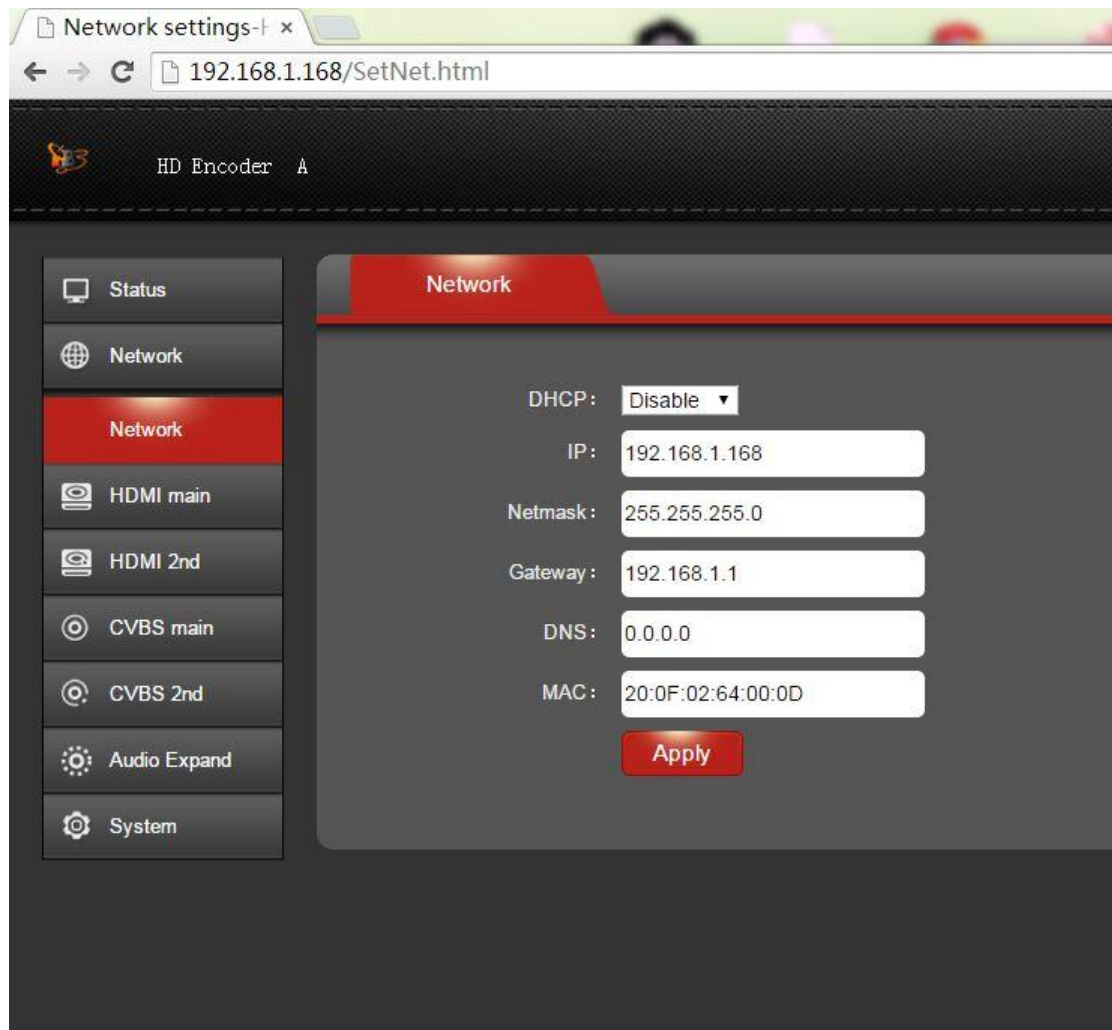 Network settings-H ×
192.168.1.168/SetNet.html
HD Encoder A
Status
Network
Network
HDMI main
HDMI 2nd
CVBS main
CVBS 2nd
Audio Expand
System
Network
DHCP: Disable
IP: 192.168.1.168
Netmask: 255.255.255.0
Gateway: 192.168.1.1
DNS: 0.0.0.0
MAC: 20:0F:02:64:00:0D
Apply